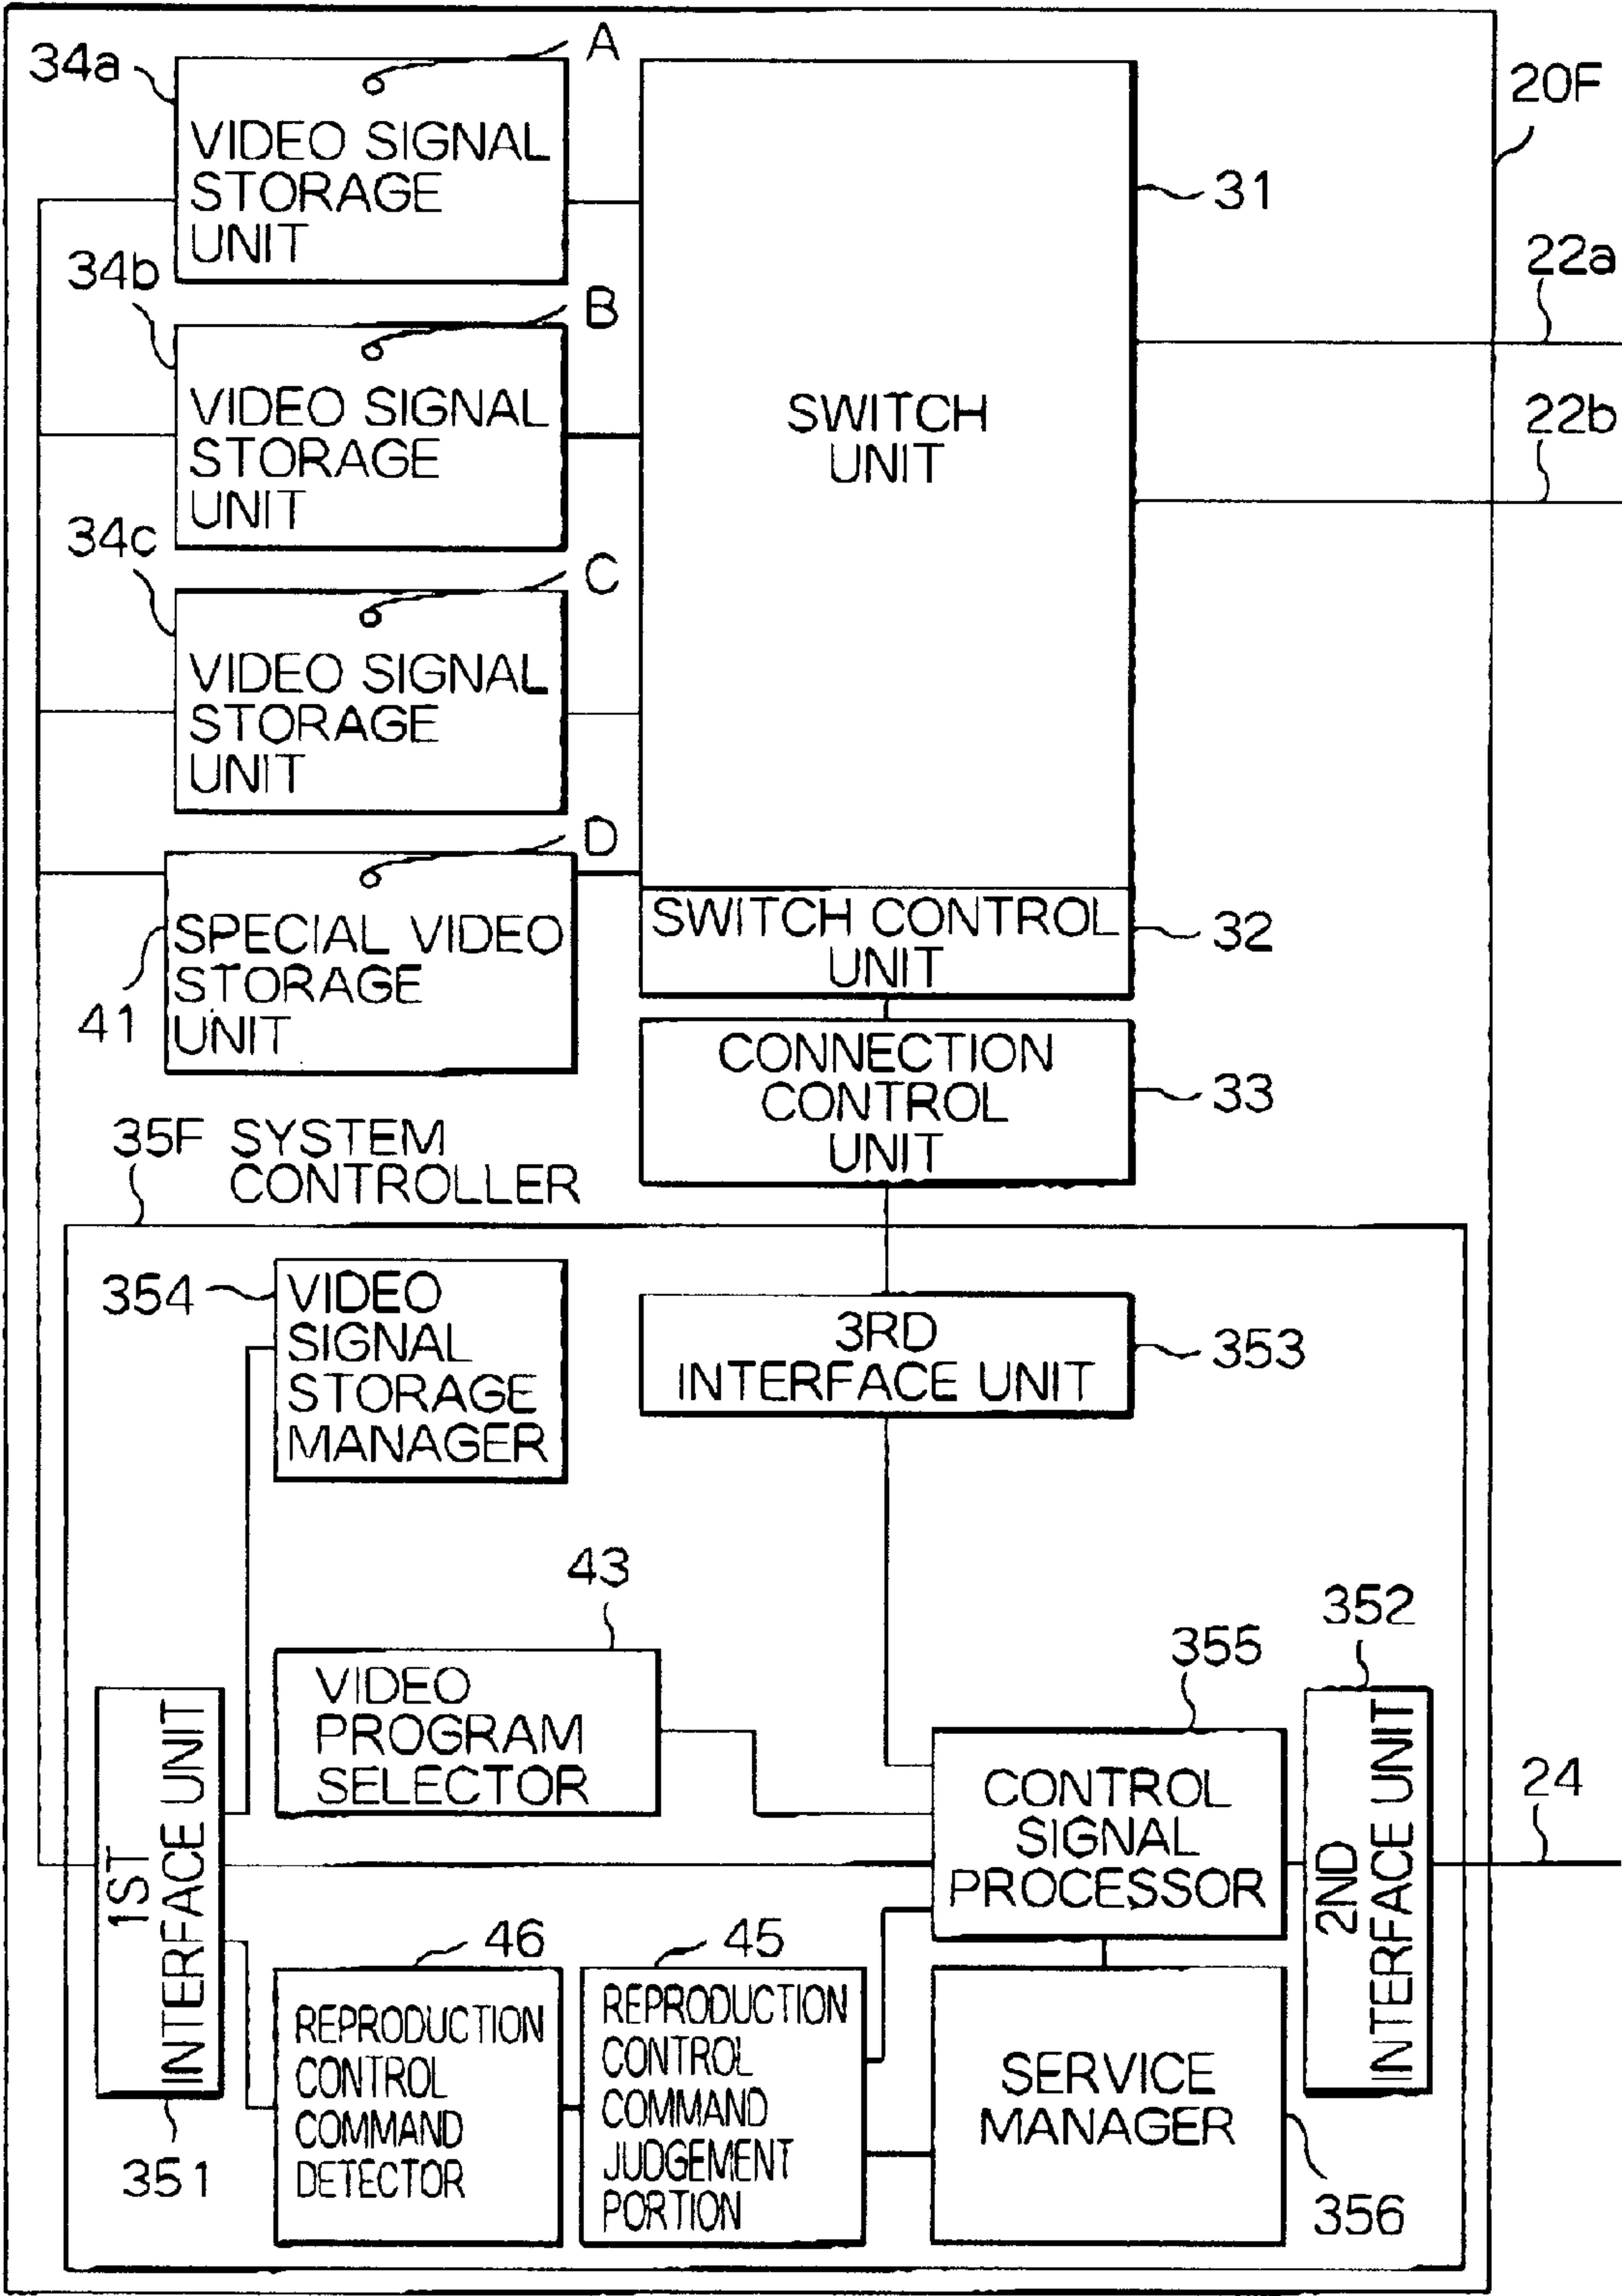 34a
A
VIDEO SIGNAL
STORAGE
UNIT
20F
31
22a
34b
B
VIDEO SIGNAL
STORAGE
UNIT
SWITCH
UNIT
22b
34c
C
VIDEO SIGNAL
STORAGE
UNIT
D
SPECIAL VIDEO
STORAGE
UNIT
41
SWITCH CONTROL
UNIT
32
CONNECTION
CONTROL
UNIT
33
35F SYSTEM
CONTROLLER
354
VIDEO
SIGNAL
STORAGE
MANAGER
3RD
INTERFACE UNIT
353
43
VIDEO
PROGRAM
SELECTOR
355
352
1ST
INTERFACE UNIT
351
CONTROL
SIGNAL
PROCESSOR
2ND
INTERFACE UNIT
24
46
REPRODUCTION
CONTROL
COMMAND
DETECTOR
45
REPRODUCTION
CONTROL
COMMAND
JUDGEMENT
PORTION
SERVICE
MANAGER
356